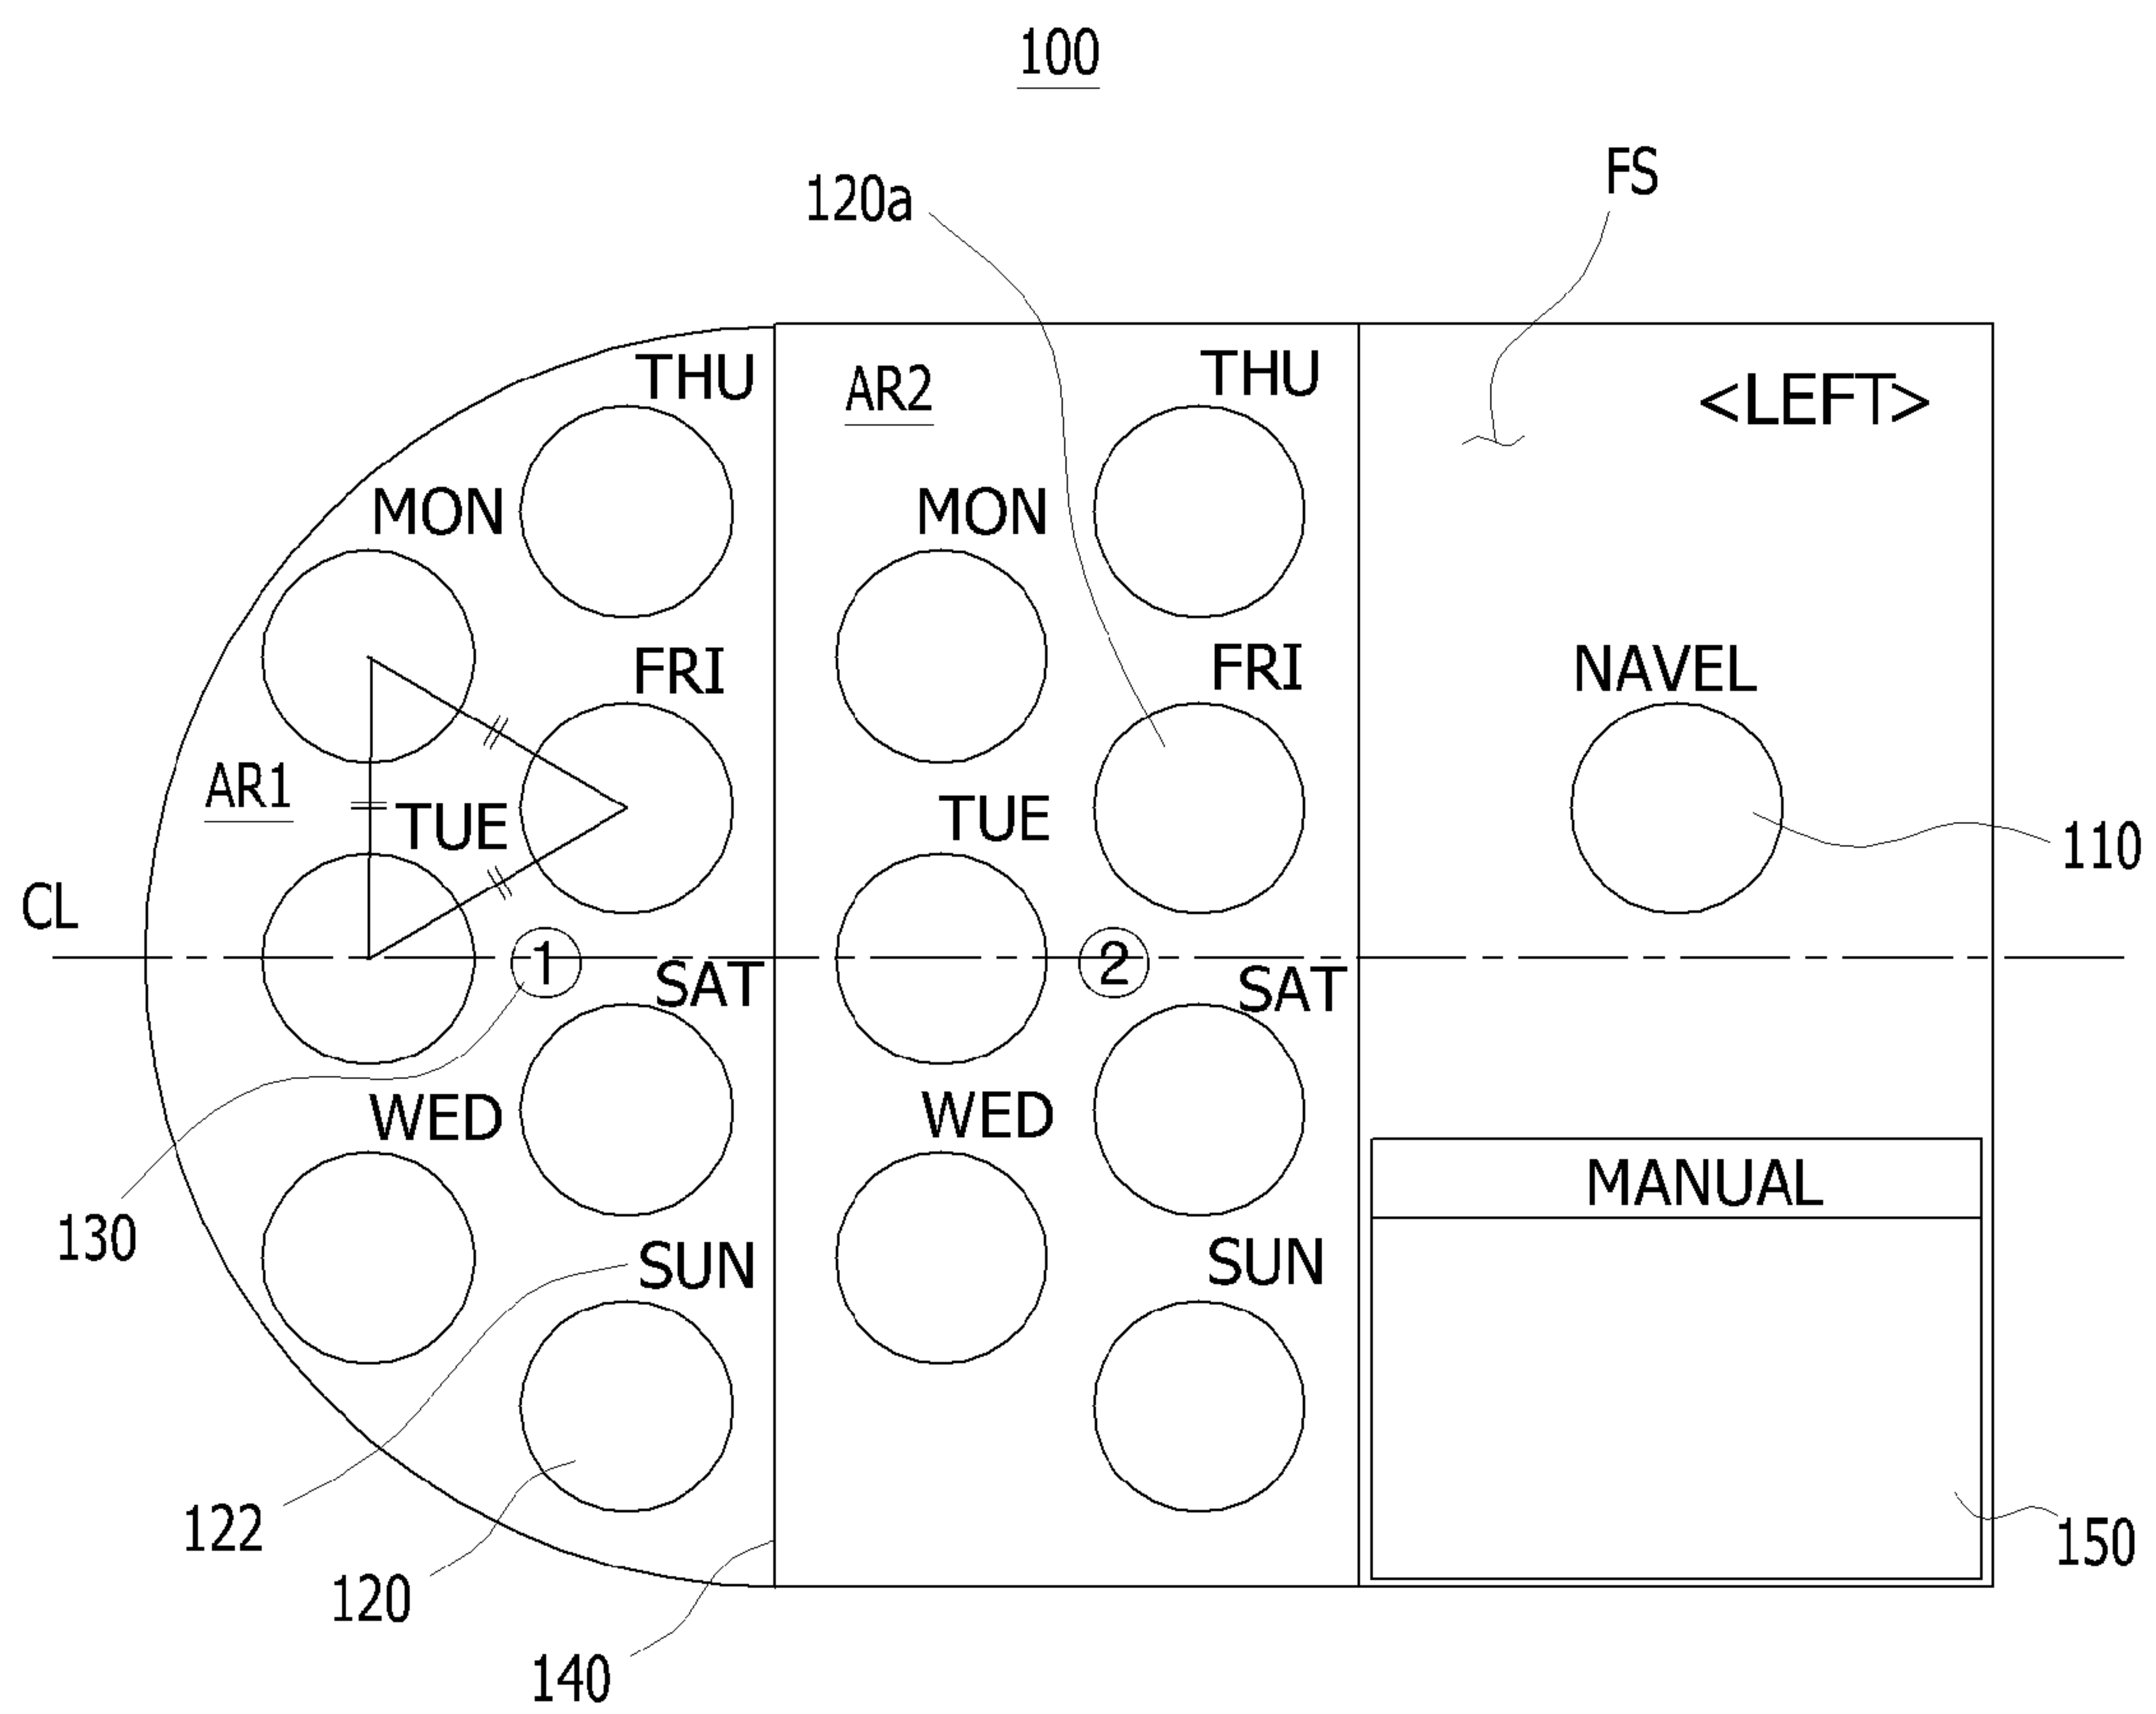 100
FS
120a
THU
AR2
THU
<LEFT>
MON
MON
FRI
FRI
NAVEL
AR1
TUE
TUE
110
CL
1
2
SAT
SAT
WED
WED
MANUAL
130
SUN
SUN
122
150
120
140